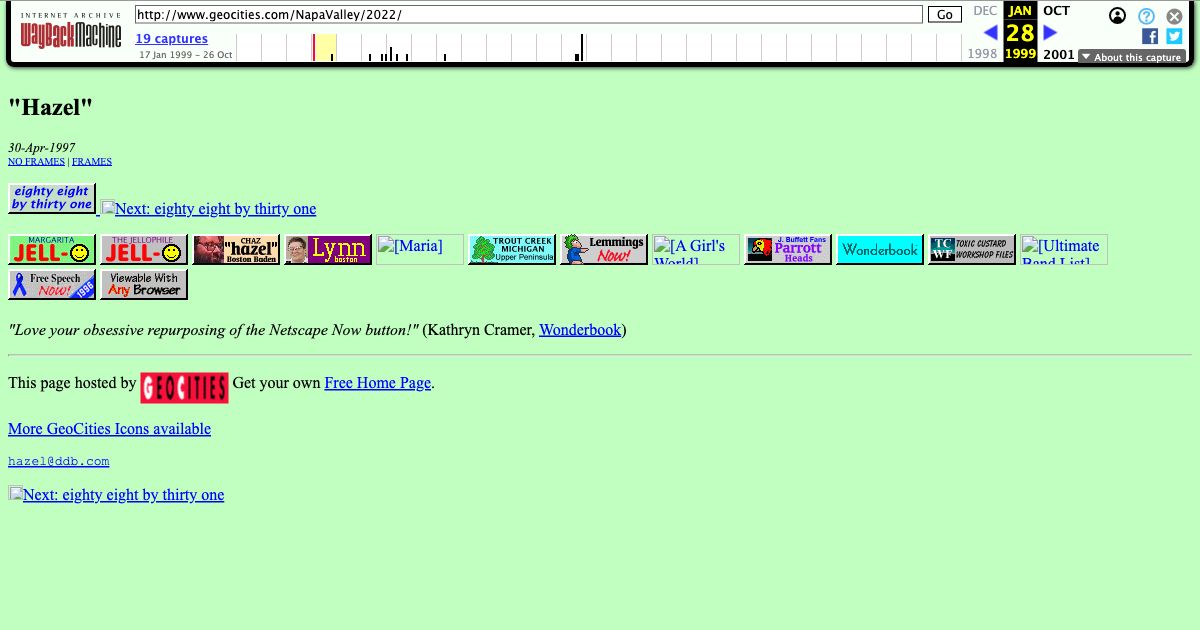 INTERNET ARCHIVE
WayBackMachine
http://www.geocities.com/NapaValley/2022/
Go
19 captures
17 Jan 1999 – 26 Oct
DEC JAN OCT
28
1998 1999 2001
About this capture
"Hazel"
30-Apr-1997
NO FRAMES | FRAMES
eighty eight
by thirty one
Next: eighty eight by thirty one
MARGARITA
JELL-O
THE JELLOPHILE
JELL-O
CHAZ
"hazel"
Boston Baden
Lynn
boston
[Maria]
TROUT CREEK
MICHIGAN
Upper Peninsula
Lemmings
Now!
[A Girl's
World]
J. Buffett Fans
Parrott
Heads
Wonderbook
TC
WF
TOXIC CUSTARD
WORKSHOP FILES
[Ultimate
Band List]
Free Speech
Now!
1996
Viewable With
Any Browser
"Love your obsessive repurposing of the Netscape Now button!" (Kathryn Cramer, Wonderbook)
This page hosted by GEOCITIES Get your own Free Home Page.
More GeoCities Icons available
hazel@ddb.com
Next: eighty eight by thirty one